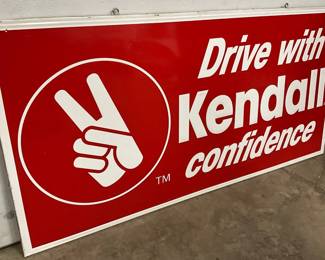 Drive with
Kendall
confidence
TM